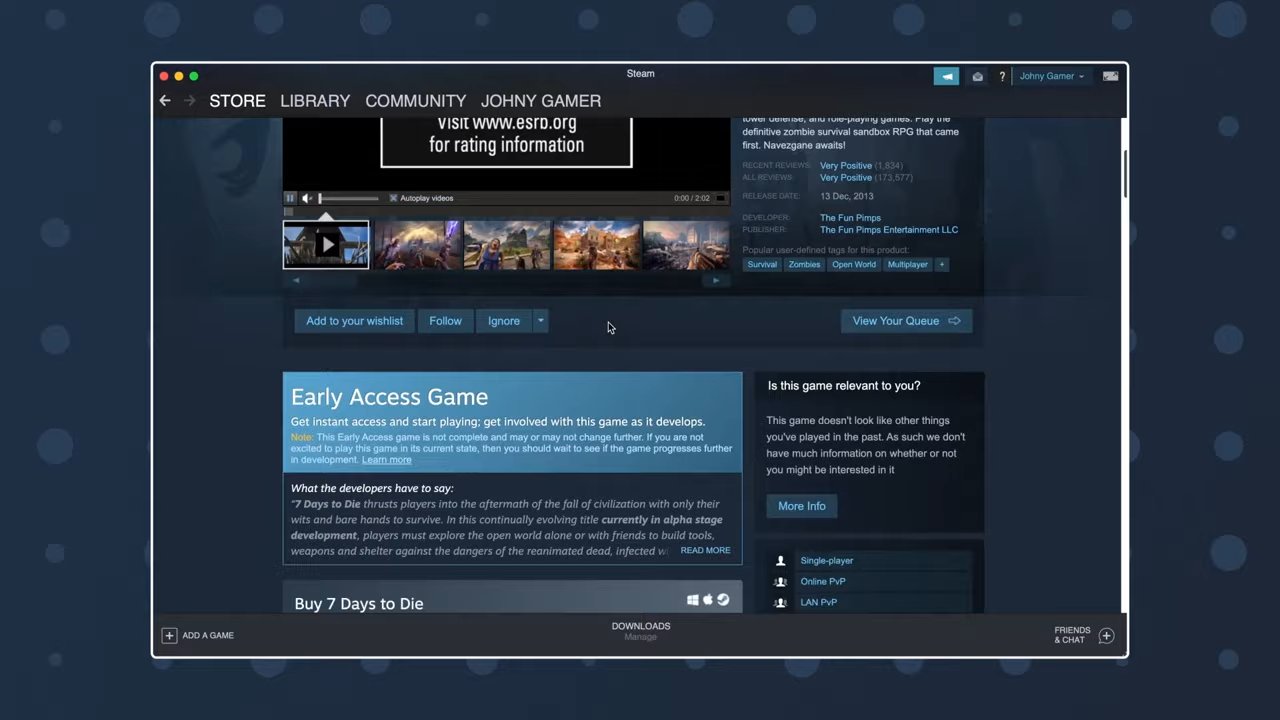 Steam
?
Johny Gamer
STORE
LIBRARY
COMMUNITY
JOHNY GAMER
Visit www.esrb.org
for rating information
Autoplay videos
0:00 / 2:02
tower defense, and role-playing games. Play the
definitive zombie survival sandbox RPG that came
first. Navezgane awaits!
RECENT REVIEWS: Very Positive (1,834)
ALL REVIEWS: Very Positive (173,577)
RELEASE DATE: 13 Dec, 2013
DEVELOPER: The Fun Pimps
PUBLISHER: The Fun Pimps Entertainment LLC
Popular user-defined tags for this product:
Survival Zombies Open World Multiplayer +
Add to your wishlist
Follow
Ignore
View Your Queue
Early Access Game
Get instant access and start playing; get involved with this game as it develops.
Note: This Early Access game is not complete and may or may not change further. If you are not
excited to play this game in its current state, then you should wait to see if the game progresses further
in development. Learn more
What the developers have to say:
"7 Days to Die thrusts players into the aftermath of the fall of civilization with only their
wits and bare hands to survive. In this continually evolving title currently in alpha stage
development, players must explore the open world alone or with friends to build tools,
weapons and shelter against the dangers of the reanimated dead, infected
READ MORE
Buy 7 Days to Die
Is this game relevant to you?
This game doesn't look like other things
you've played in the past. As such we don't
have much information on whether or not
you might be interested in it
More Info
Single-player
Online PvP
LAN PvP
ADD A GAME
DOWNLOADS
Manage
FRIENDS
& CHAT